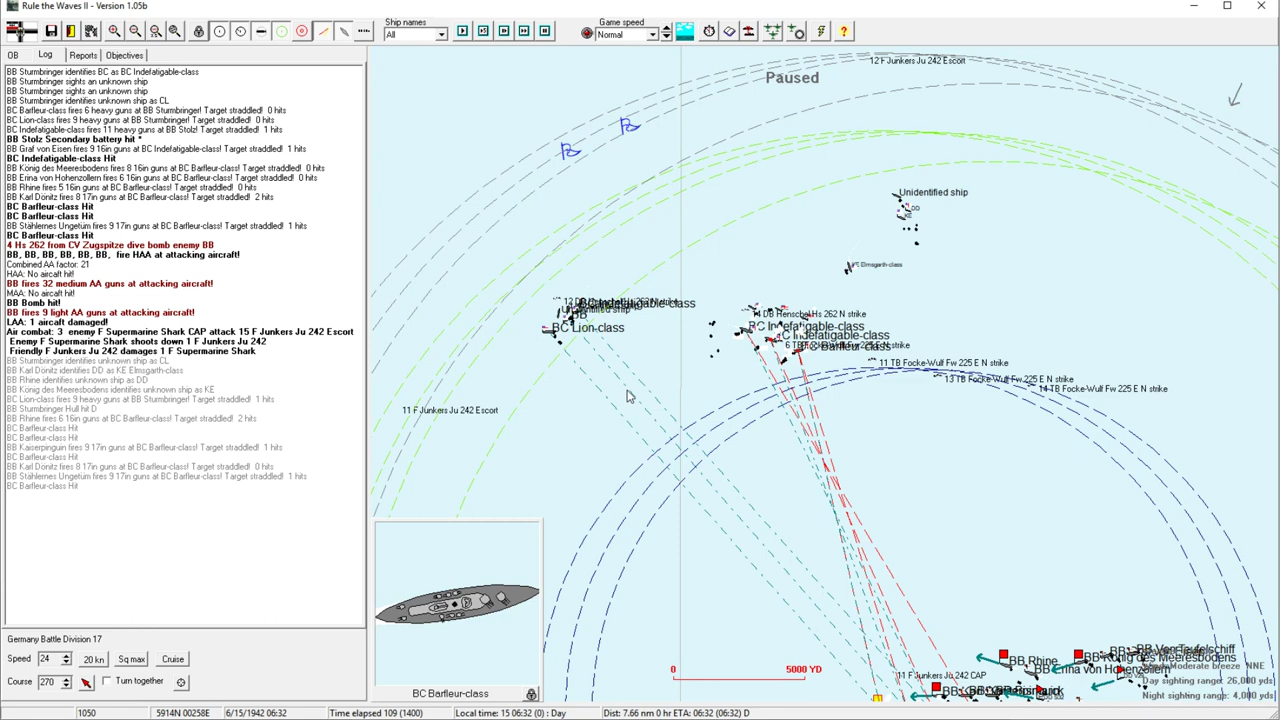 Rule the Waves II - Version 1.05b
Ship names
All
Game speed
Normal
OB
Log
Reports
Objectives
BB Sturmbringer identifies BC as BC Indefatigable-class
BB Sturmbringer sights an unknown ship
BB Sturmbringer sights an unknown ship
BB Sturmbringer identifies unknown ship as CL
BC Barfleur-class fires 6 heavy guns at BB Sturmbringer! Target straddled! 0 hits
BC Lion-class fires 9 heavy guns at BB Sturmbringer! Target straddled! 0 hits
BC Indefatigable-class fires 11 heavy guns at BB Stolz! Target straddled! 1 hits
BB Stolz Secondary battery hit *
BB Graf von Eisen fires 9 16in guns at BC Indefatigable-class! Target straddled! 1 hits
BC Indefatigable-class Hit
BB König des Meeresbodens fires 8 16in guns at BC Barfleur-class! Target straddled! 0 hits
BB Erina von Hohenzollern fires 6 16in guns at BC Barfleur-class! Target straddled! 0 hits
BB Rhine fires 5 16in guns at BC Barfleur-class! Target straddled! 0 hits
BB Karl Dönitz fires 8 17in guns at BC Barfleur-class! Target straddled! 2 hits
BC Barfleur-class Hit
BC Barfleur-class Hit
BB Stählernes Ungetüm fires 9 17in guns at BC Barfleur-class! Target straddled! 1 hits
BC Barfleur-class Hit
4 Hs 262 from CV Zugspitze dive bomb enemy BB
BB, BB, BB, BB, BB, BB, fire HAA at attacking aircraft!
Combined AA factor: 21
HAA: No aircaft hit!
BB fires 32 medium AA guns at attacking aircraft!
MAA: No aircaft hit!
BB Bomb hit!
BB fires 9 light AA guns at attacking aircraft!
LAA: 1 aircaft damaged!
Air combat: 3 enemy F Supermarine Shark CAP attack 15 F Junkers Ju 242 Escort
Enemy F Supermarine Shark shoots down 1 F Junkers Ju 242
Friendly F Junkers Ju 242 damages 1 F Supermarine Shark
BB Sturmbringer identifies unknown ship as CL
BB Karl Dönitz identifies DD as KE Elmsgarth-class
BB Rhine identifies unknown ship as DD
BB König des Meeresbodens identifies unknown ship as KE
BC Lion-class fires 9 heavy guns at BB Sturmbringer! Target straddled! 1 hits
BB Sturmbringer Hull hit D
BB Rhine fires 6 16in guns at BC Barfleur-class! Target straddled! 2 hits
BC Barfleur-class Hit
BC Barfleur-class Hit
BB Kaiserpinguin fires 9 17in guns at BC Barfleur-class! Target straddled! 1 hits
BC Barfleur-class Hit
BB Karl Dönitz fires 8 17in guns at BC Barfleur-class! Target straddled! 0 hits
BB Stählernes Ungetüm fires 9 17in guns at BC Barfleur-class! Target straddled! 1 hits
BC Barfleur-class Hit
12 F Junkers Ju 242 Escort
Paused
Unidentified ship
DD
KE
Elmsgarth-class
BB
BC Lion-class
DB Henschel Hs 262 N strike
BC Indefatigable-class
Indefatigable-class
11 TB Focke-Wulf Fw 225 E N strike
13 TB Focke-Wulf Fw 225 E N strike
14 TB Focke-Wulf Fw 225 E N strike
11 F Junkers Ju 242 Escort
0
5000 YD
11 F Junkers Ju 242 CAP
BB Rhine
BB König des Meeresbodens
BB Erina von Hohenzollern
Moderate breeze NNE
Day sighting range: 26,000 yds
Night sighting range: 4,000 yds
BC Barfleur-class
Germany Battle Division 17
Speed 24 20 kn Sq max Cruise
Course 270 Turn together
1050
5914N 00258E
6/15/1942 06:32
Time elapsed 109 (1400)
Local time: 15 06:32 (0) : Day
Dist: 7.66 nm 0 hr ETA: 06:32 (06:32) D